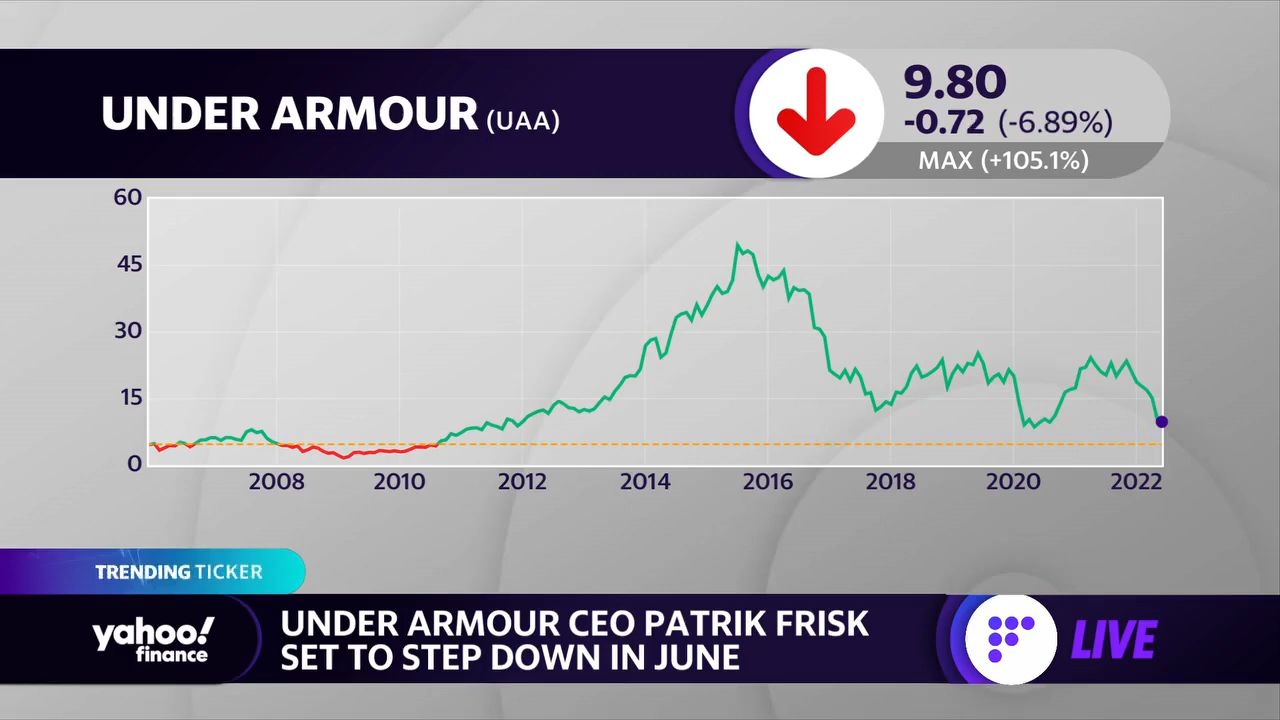 UNDER ARMOUR (UAA)
9.80
-0.72 (-6.89%)
MAX (+105.1%)
60
45
30
15
0
2008 2010 2012 2014 2016 2018 2020 2022
TRENDING TICKER
yahoo!
finance
UNDER ARMOUR CEO PATRIK FRISK
SET TO STEP DOWN IN JUNE
LIVE